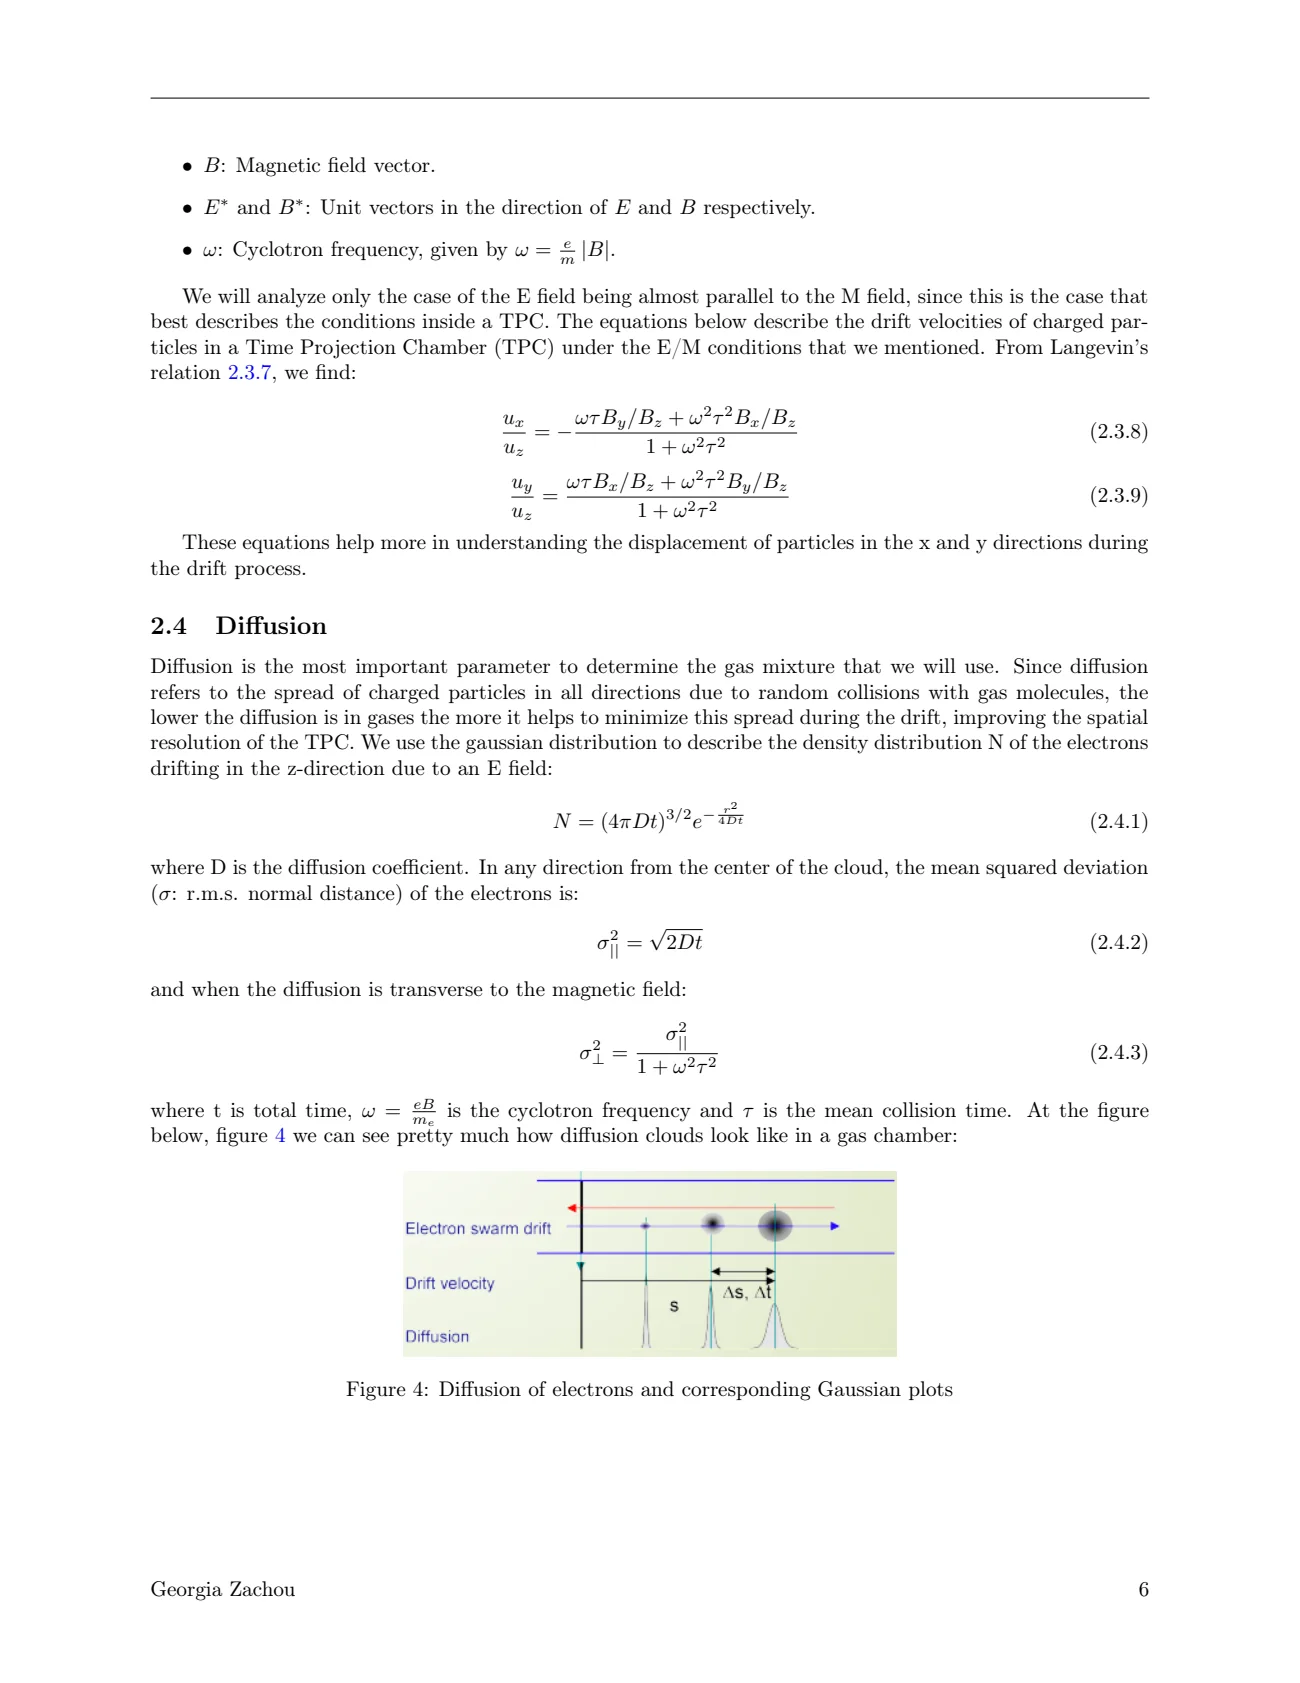 • B: Magnetic field vector.
• E* and B*: Unit vectors in the direction of E and B respectively.
• ω: Cyclotron frequency, given by ω = e/m |B|.
We will analyze only the case of the E field being almost parallel to the M field, since this is the case that
best describes the conditions inside a TPC. The equations below describe the drift velocities of charged par-
ticles in a Time Projection Chamber (TPC) under the E/M conditions that we mentioned. From Langevin's
relation 2.3.7, we find:
u_x/u_z = −(ωτB_y/B_z + ω²τ²B_x/B_z)/(1 + ω²τ²) (2.3.8)
u_y/u_z = (ωτB_x/B_z + ω²τ²B_y/B_z)/(1 + ω²τ²) (2.3.9)
These equations help more in understanding the displacement of particles in the x and y directions during
the drift process.
2.4 Diffusion
Diffusion is the most important parameter to determine the gas mixture that we will use. Since diffusion
refers to the spread of charged particles in all directions due to random collisions with gas molecules, the
lower the diffusion is in gases the more it helps to minimize this spread during the drift, improving the spatial
resolution of the TPC. We use the gaussian distribution to describe the density distribution N of the electrons
drifting in the z-direction due to an E field:
N = (4πDt)^{3/2} e^{−r²/4Dt} (2.4.1)
where D is the diffusion coefficient. In any direction from the center of the cloud, the mean squared deviation
(σ: r.m.s. normal distance) of the electrons is:
σ²_{||} = √(2Dt) (2.4.2)
and when the diffusion is transverse to the magnetic field:
σ²_⊥ = σ²_{||}/(1 + ω²τ²) (2.4.3)
where t is total time, ω = eB/m_e is the cyclotron frequency and τ is the mean collision time. At the figure
below, figure 4 we can see pretty much how diffusion clouds look like in a gas chamber:
Electron swarm drift
Drift velocity
Δs, Δt
s
Diffusion
Figure 4: Diffusion of electrons and corresponding Gaussian plots
Georgia Zachou 6